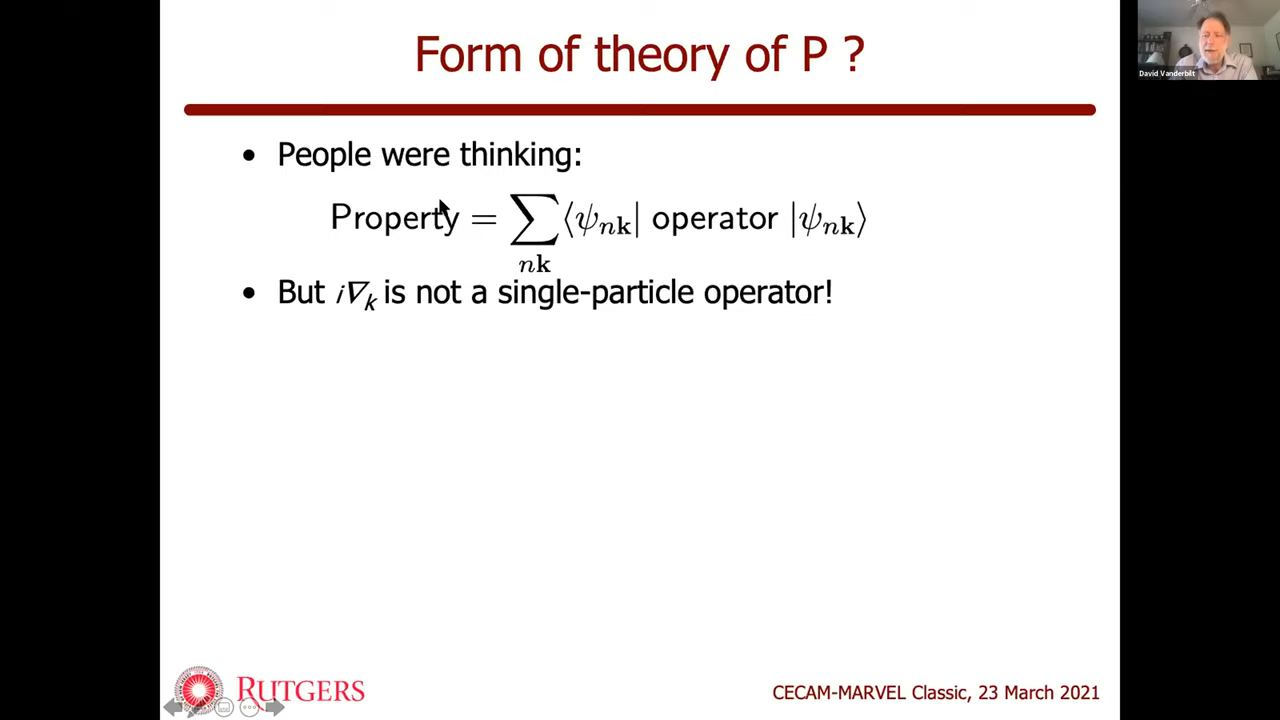 Form of theory of P ?
David Vanderbilt
• People were thinking:
Property = ∑ ⟨ψnk| operator |ψnk⟩
nk
• But i∇k is not a single-particle operator!
RUTGERS
CECAM-MARVEL Classic, 23 March 2021